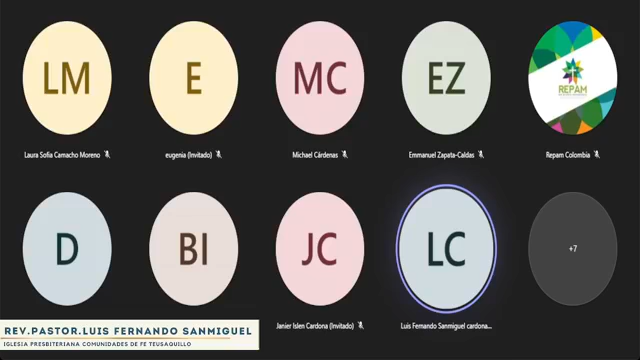 LM
E
MC
EZ
REPAM
Laura Sofia Camacho Moreno
eugenia (Invitado)
Michael Cárdenas
Emmanuel Zapata-Caldas
Repam Colombia
D
BI
JC
LC
+7
Janier Islen Cardona (Invitado)
Luis Fernando Sanmiguel cardona...
REV.PASTOR.LUIS FERNANDO SANMIGUEL
IGLESIA PRESBITERIANA COMUNIDADES DE FE TEUSAQUILLO